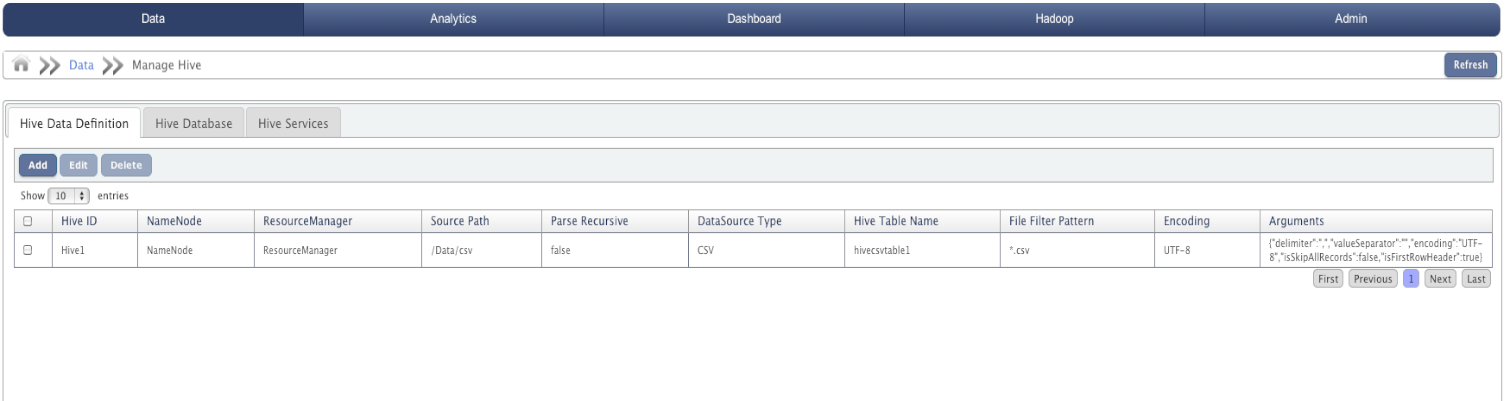 Data Analytics Dashboard Hadoop Admin
Data Manage Hive Refresh
Hive Data Definition Hive Database Hive Services
Add Edit Delete
Show 10 entries
Hive ID NameNode ResourceManager Source Path Parse Recursive DataSource Type Hive Table Name File Filter Pattern Encoding Arguments
Hive1 NameNode ResourceManager /Data/csv false CSV hivecsvtable1 *.csv UTF-8 {"delimiter":",","valueSeparator":"","encoding":"UTF-
8","isSkipAllRecords":false,"isFirstRowHeader":true}
First Previous 1 Next Last